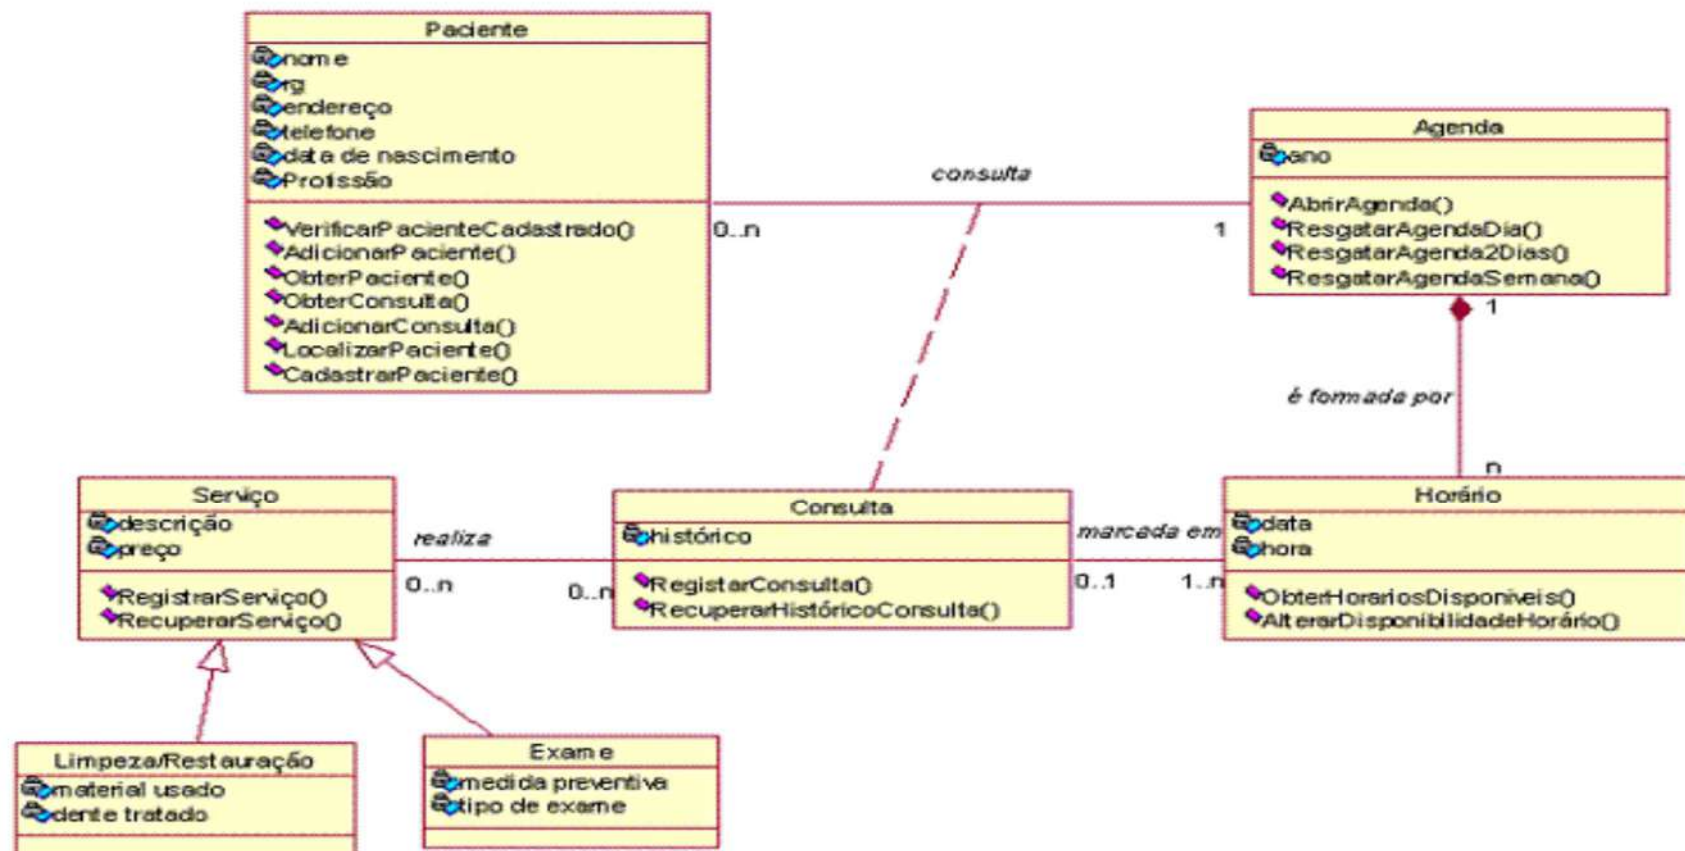 Paciente
nome
rg
endereço
telefone
data de nascimento
Profissão
VerificarPacienteCadastrado()
AdicionarPaciente()
ObterPaciente()
ObterConsulta()
AdicionarConsulta()
LocalizarPaciente()
CadastrarPaciente()
consulta
0..n
1
Agenda
ano
AbrirAgenda()
ResgatarAgendaDia()
ResgatarAgenda2Dias()
ResgatarAgendaSemana()
1
é formada por
n
Serviço
descrição
preço
RegistrarServiço()
RecuperarServiço()
realiza
0..n
0..n
Consulta
histórico
RegistarConsulta()
RecuperarHistóricoConsulta()
marcada em
0..1
1..n
Horário
data
hora
ObterHorariosDisponiveis()
AlterarDisponibilidadeHorário()
Limpeza/Restauração
material usado
dente tratado
Exame
medida preventiva
tipo de exame